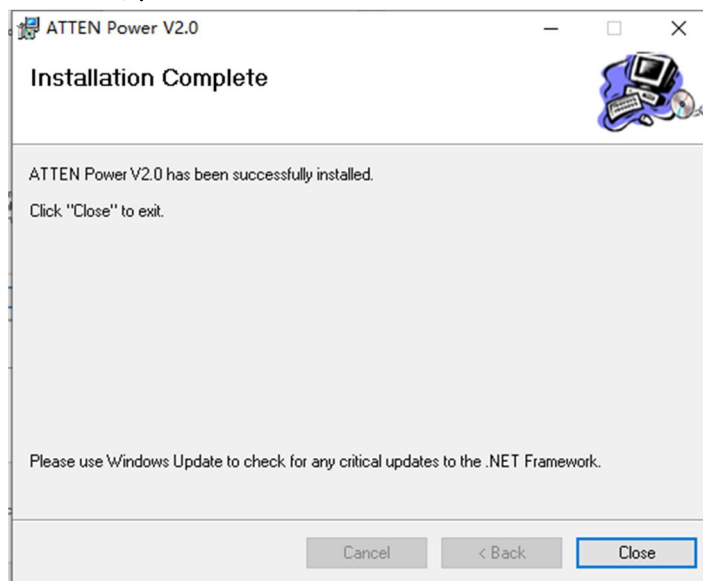 ATTEN Power V2.0
Installation Complete
ATTEN Power V2.0 has been successfully installed.
Click "Close" to exit.
Please use Windows Update to check for any critical updates to the .NET Framework.
Cancel
< Back
Close